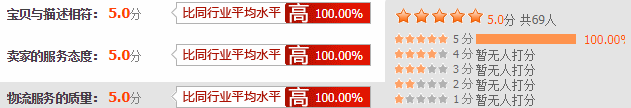 宝贝与描述相符： 5.0分 比同行业平均水平 高 100.00%
卖家的服务态度： 5.0分 比同行业平均水平 高 100.00%
物流服务的质量： 5.0分 比同行业平均水平 高 100.00%
5.0分 共69人
5 分 100.00%
4 分 暂无人打分
3 分 暂无人打分
2 分 暂无人打分
1 分 暂无人打分